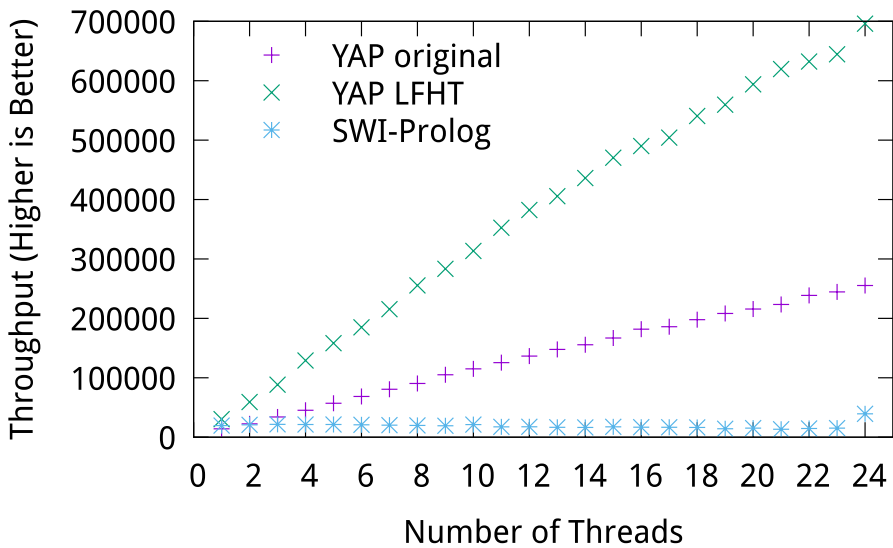 Throughput (Higher is Better)
700000
600000
500000
400000
300000
200000
100000
0
YAP original
YAP LFHT
SWI-Prolog
0 2 4 6 8 10 12 14 16 18 20 22 24
Number of Threads